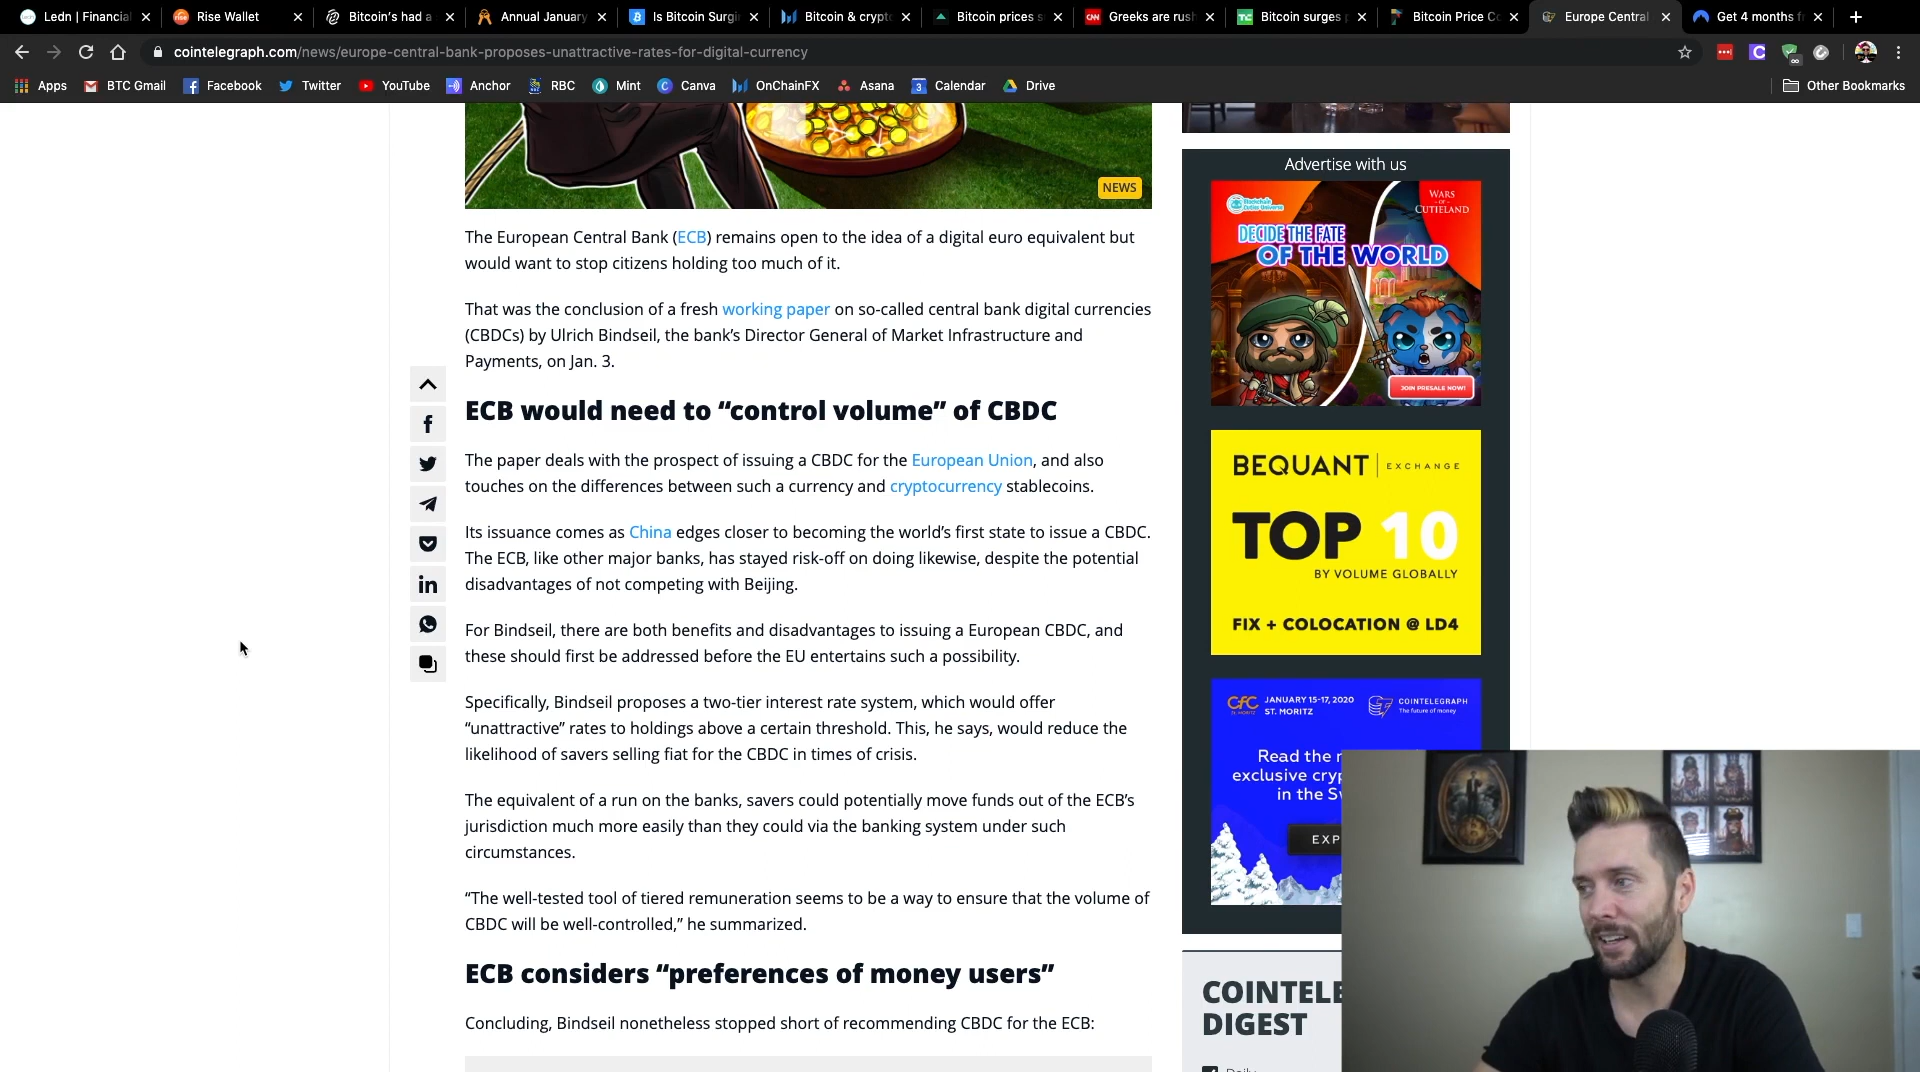 Ledn | Financial
Rise Wallet
Bitcoin's had a
Annual January
Is Bitcoin Surgi
Bitcoin & crypt
Bitcoin prices s
Greeks are rush
Bitcoin surges p
Bitcoin Price Co
Europe Central
Get 4 months f
cointelegraph.com/news/europe-central-bank-proposes-unattractive-rates-for-digital-currency
Apps
BTC Gmail
Facebook
Twitter
YouTube
Anchor
RBC
Mint
Canva
OnChainFX
Asana
Calendar
Drive
Other Bookmarks
NEWS
The European Central Bank (ECB) remains open to the idea of a digital euro equivalent but
would want to stop citizens holding too much of it.
That was the conclusion of a fresh working paper on so-called central bank digital currencies
(CBDCs) by Ulrich Bindseil, the bank's Director General of Market Infrastructure and
Payments, on Jan. 3.
ECB would need to “control volume” of CBDC
The paper deals with the prospect of issuing a CBDC for the European Union, and also
touches on the differences between such a currency and cryptocurrency stablecoins.
Its issuance comes as China edges closer to becoming the world's first state to issue a CBDC.
The ECB, like other major banks, has stayed risk-off on doing likewise, despite the potential
disadvantages of not competing with Beijing.
For Bindseil, there are both benefits and disadvantages to issuing a European CBDC, and
these should first be addressed before the EU entertains such a possibility.
Specifically, Bindseil proposes a two-tier interest rate system, which would offer
“unattractive” rates to holdings above a certain threshold. This, he says, would reduce the
likelihood of savers selling fiat for the CBDC in times of crisis.
The equivalent of a run on the banks, savers could potentially move funds out of the ECB's
jurisdiction much more easily than they could via the banking system under such
circumstances.
“The well-tested tool of tiered remuneration seems to be a way to ensure that the volume of
CBDC will be well-controlled,” he summarized.
ECB considers “preferences of money users”
Concluding, Bindseil nonetheless stopped short of recommending CBDC for the ECB:
Advertise with us
Blockchain
Cuties Universe
WARS
OF
CUTIELAND
DECIDE THE FATE
OF THE WORLD
JOIN PRESALE NOW!
BEQUANT | EXCHANGE
TOP 10
BY VOLUME GLOBALLY
FIX + COLOCATION @ LD4
CfC
ST. MORITZ
JANUARY 15-17, 2020
ST. MORITZ
COINTELEGRAPH
The future of money
Read the
exclusive cryp
in the S
EXP
COINTELE
DIGEST